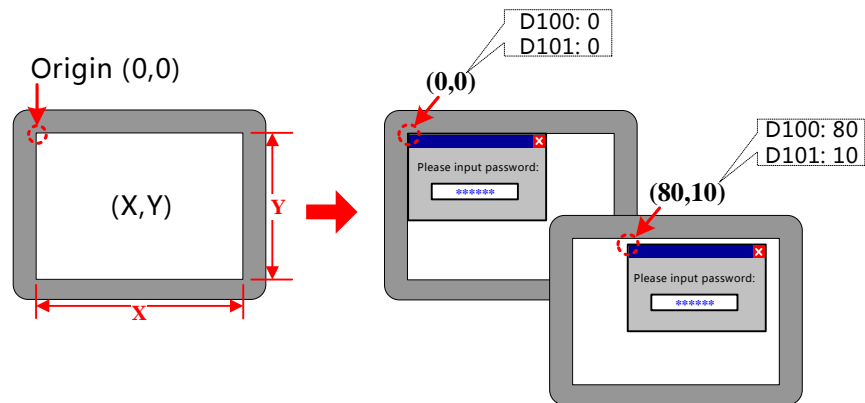 Origin (0,0)
(X,Y)
Y
X
D100: 0
D101: 0
(0,0)
X
Please input password:
******
D100: 80
D101: 10
(80,10)
X
Please input password:
******